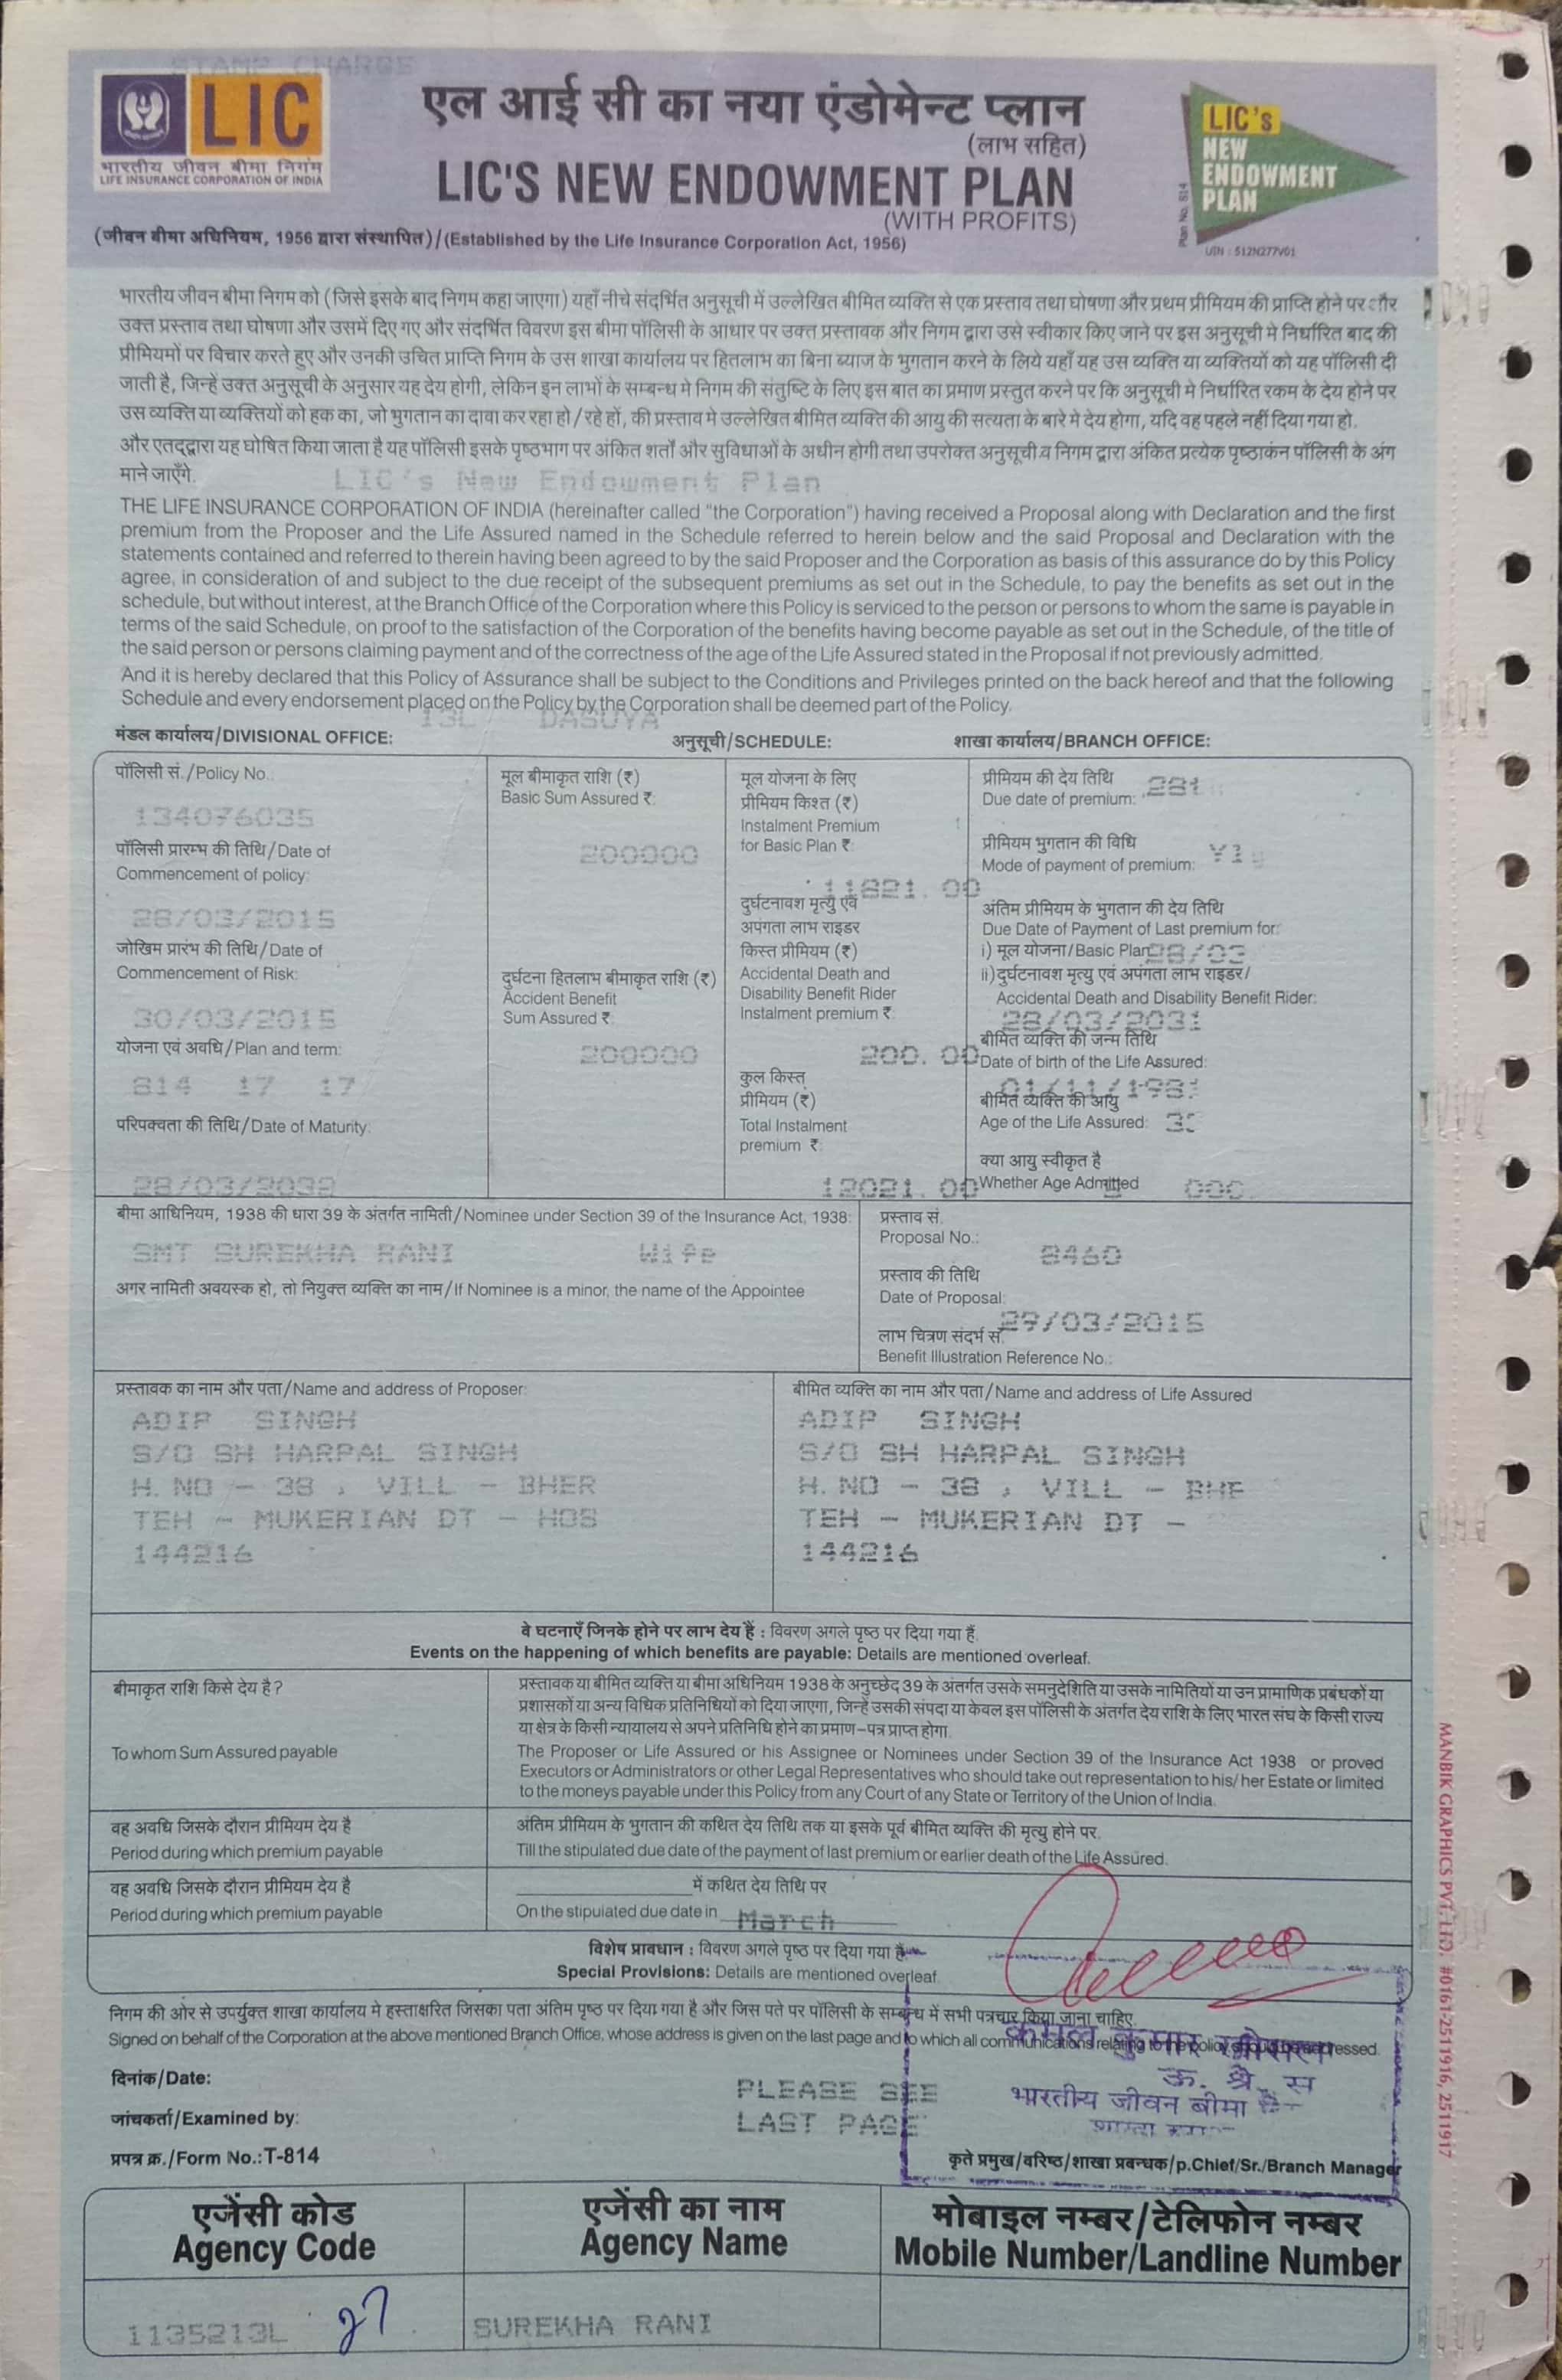 STAMP CHARGE
LIC
भारतीय जीवन बीमा निगम
LIFE INSURANCE CORPORATION OF INDIA
एल आई सी का नया एंडोमेन्ट प्लान
(लाभ सहित)
LIC'S NEW ENDOWMENT PLAN
(WITH PROFITS)
(जीवन बीमा अधिनियम, 1956 द्वारा संस्थापित)/(Established by the Life Insurance Corporation Act, 1956)
LIC's
NEW
ENDOWMENT
PLAN
Plan No. 814
UIN : 512N277V01
भारतीय जीवन बीमा निगम को (जिसे इसके बाद निगम कहा जाएगा) यहाँ नीचे संदर्भित अनुसूची में उल्लेखित बीमित व्यक्ति से एक प्रस्ताव तथा घोषणा और प्रथम प्रीमियम की प्राप्ति होने पर और
उक्त प्रस्ताव तथा घोषणा और उसमें दिए गए और संदर्भित विवरण इस बीमा पॉलिसी के आधार पर उक्त प्रस्तावक और निगम द्वारा उसे स्वीकार किए जाने पर इस अनुसूची मे निर्धारित बाद की
प्रीमियमों पर विचार करते हुए और उनकी उचित प्राप्ति निगम के उस शाखा कार्यालय पर हितलाभ का बिना ब्याज के भुगतान करने के लिये यहाँ यह उस व्यक्ति या व्यक्तियों को यह पॉलिसी दी
जाती है, जिन्हें उक्त अनुसूची के अनुसार यह देय होगी, लेकिन इन लाभों के सम्बन्ध मे निगम की संतुष्टि के लिए इस बात का प्रमाण प्रस्तुत करने पर कि अनुसूची मे निर्धारित रकम के देय होने पर
उस व्यक्ति या व्यक्तियों को हक का, जो भुगतान का दावा कर रहा हो/रहे हों, की प्रस्ताव मे उल्लेखित बीमित व्यक्ति की आयु की सत्यता के बारे मे देय होगा, यदि वह पहले नहीं दिया गया हो.
और एतद्द्वारा यह घोषित किया जाता है यह पॉलिसी इसके पृष्ठभाग पर अंकित शर्तों और सुविधाओं के अधीन होगी तथा उपरोक्त अनुसूची व निगम द्वारा अंकित प्रत्येक पृष्ठाकंन पॉलिसी के अंग
माने जाएँगे.
LIC's New Endowment Plan
THE LIFE INSURANCE CORPORATION OF INDIA (hereinafter called "the Corporation") having received a Proposal along with Declaration and the first
premium from the Proposer and the Life Assured named in the Schedule referred to herein below and the said Proposal and Declaration with the
statements contained and referred to therein having been agreed to by the said Proposer and the Corporation as basis of this assurance do by this Policy
agree, in consideration of and subject to the due receipt of the subsequent premiums as set out in the Schedule, to pay the benefits as set out in the
schedule, but without interest, at the Branch Office of the Corporation where this Policy is serviced to the person or persons to whom the same is payable in
terms of the said Schedule, on proof to the satisfaction of the Corporation of the benefits having become payable as set out in the Schedule, of the title of
the said person or persons claiming payment and of the correctness of the age of the Life Assured stated in the Proposal if not previously admitted.
And it is hereby declared that this Policy of Assurance shall be subject to the Conditions and Privileges printed on the back hereof and that the following
Schedule and every endorsement placed on the Policy by the Corporation shall be deemed part of the Policy.
13L DASUYA
मंडल कार्यालय/DIVISIONAL OFFICE: अनुसूची/SCHEDULE: शाखा कार्यालय/BRANCH OFFICE:
पॉलिसी सं./Policy No.:
134076035
पॉलिसी प्रारम्भ की तिथि/Date of
Commencement of policy:
28/03/2015
जोखिम प्रारंभ की तिथि/Date of
Commencement of Risk:
30/03/2015
योजना एवं अवधि/Plan and term:
814 17 17
परिपक्वता की तिथि/Date of Maturity:
28/03/2032
मूल बीमाकृत राशि (₹)
Basic Sum Assured ₹:
200000
दुर्घटना हितलाभ बीमाकृत राशि (₹)
Accident Benefit
Sum Assured ₹:
200000
मूल योजना के लिए
प्रीमियम किश्त (₹)
Instalment Premium
for Basic Plan ₹:
11821.00
दुर्घटनावश मृत्यु एवं
अपंगता लाभ राइडर
किस्त प्रीमियम (₹)
Accidental Death and
Disability Benefit Rider
Instalment premium ₹:
200.00
कुल किस्त
प्रीमियम (₹)
Total Instalment
premium ₹:
12021.00
प्रीमियम की देय तिथि
Due date of premium: 28
प्रीमियम भुगतान की विधि
Mode of payment of premium: Yl
अंतिम प्रीमियम के भुगतान की देय तिथि
Due Date of Payment of Last premium for:
i) मूल योजना/Basic Plan 28/03
ii) दुर्घटनावश मृत्यु एवं अपंगता लाभ राइडर/
Accidental Death and Disability Benefit Rider:
28/03/2031
बीमित व्यक्ति की जन्म तिथि
Date of birth of the Life Assured:
01/11/1981
बीमित व्यक्ति की आयु
Age of the Life Assured: 33
क्या आयु स्वीकृत है
Whether Age Admitted
बीमा आधिनियम, 1938 की धारा 39 के अंतर्गत नामिती/Nominee under Section 39 of the Insurance Act, 1938:
SMT SUREKHA RANI Wife
अगर नामिती अवयस्क हो, तो नियुक्त व्यक्ति का नाम/If Nominee is a minor, the name of the Appointee
प्रस्ताव सं.
Proposal No.:
8460
प्रस्ताव की तिथि
Date of Proposal:
29/03/2015
लाभ चित्रण संदर्भ सं.
Benefit Illustration Reference No.:
प्रस्तावक का नाम और पता/Name and address of Proposer:
ADIP SINGH
S/O SH HARPAL SINGH
H.NO - 38 , VILL - BHER
TEH - MUKERIAN DT - HOS
144216
बीमित व्यक्ति का नाम और पता/Name and address of Life Assured
ADIP SINGH
S/O SH HARPAL SINGH
H.NO - 38 , VILL - BHE
TEH - MUKERIAN DT -
144216
वे घटनाएँ जिनके होने पर लाभ देय हैं : विवरण अगले पृष्ठ पर दिया गया हैं.
Events on the happening of which benefits are payable: Details are mentioned overleaf.
बीमाकृत राशि किसे देय है?
To whom Sum Assured payable
प्रस्तावक या बीमित व्यक्ति या बीमा अधिनियम 1938 के अनुच्छेद 39 के अंतर्गत उसके समनुदेशिति या उसके नामितियों या उन प्रामाणिक प्रबंधकों या
प्रशासकों या अन्य विधिक प्रतिनिधियों को दिया जाएगा, जिन्हें उसकी संपदा या केवल इस पॉलिसी के अंतर्गत देय राशि के लिए भारत संघ के किसी राज्य
या क्षेत्र के किसी न्यायालय से अपने प्रतिनिधि होने का प्रमाण-पत्र प्राप्त होगा.
The Proposer or Life Assured or his Assignee or Nominees under Section 39 of the Insurance Act 1938 or proved
Executors or Administrators or other Legal Representatives who should take out representation to his/ her Estate or limited
to the moneys payable under this Policy from any Court of any State or Territory of the Union of India.
वह अवधि जिसके दौरान प्रीमियम देय है
Period during which premium payable
अंतिम प्रीमियम के भुगतान की कथित देय तिथि तक या इसके पूर्व बीमित व्यक्ति की मृत्यु होने पर.
Till the stipulated due date of the payment of last premium or earlier death of the Life Assured.
वह अवधि जिसके दौरान प्रीमियम देय है
Period during which premium payable
में कथित देय तिथि पर
On the stipulated due date in March
विशेष प्रावधान : विवरण अगले पृष्ठ पर दिया गया है
Special Provisions: Details are mentioned overleaf.
निगम की ओर से उपर्युक्त शाखा कार्यालय मे हस्ताक्षरित जिसका पता अंतिम पृष्ठ पर दिया गया है और जिस पते पर पॉलिसी के सम्बन्ध में सभी पत्रचार किया जाना चाहिए.
Signed on behalf of the Corporation at the above mentioned Branch Office, whose address is given on the last page and to which all communications relating to the policy should be addressed.
कमल कुमार
क. श्रे. स
भारतीय जीवन बीमा
दिनांक/Date:
जांचकर्ता/Examined by:
प्रपत्र क्र./Form No.:T-814
PLEASE SEE
LAST PAGE
कृते प्रमुख/वरिष्ठ/शाखा प्रबन्धक/p.Chief/Sr./Branch Manager
एजेंसी कोड
Agency Code
एजेंसी का नाम
Agency Name
मोबाइल नम्बर/टेलिफोन नम्बर
Mobile Number/Landline Number
1135213L 27
SUREKHA RANI
MANBIK GRAPHICS PVT. LTD. #0161-2511916, 2511917